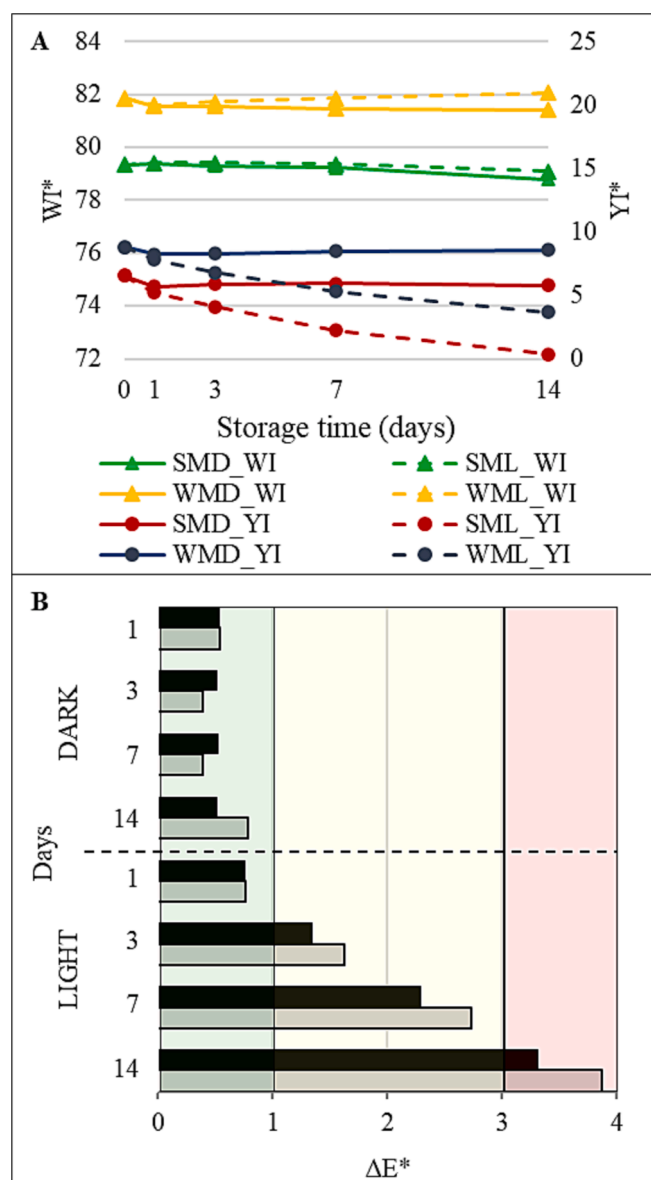 A
84
82
80
78
76
74
72
WI*
25
20
15
10
5
0
YI*
0 1 3 7 14
Storage time (days)
SMD_WI SML_WI
WMD_WI WML_WI
SMD_YI SML_YI
WMD_YI WML_YI
B
Days
DARK
1
3
7
14
LIGHT
1
3
7
14
0 1 2 3 4
ΔE*